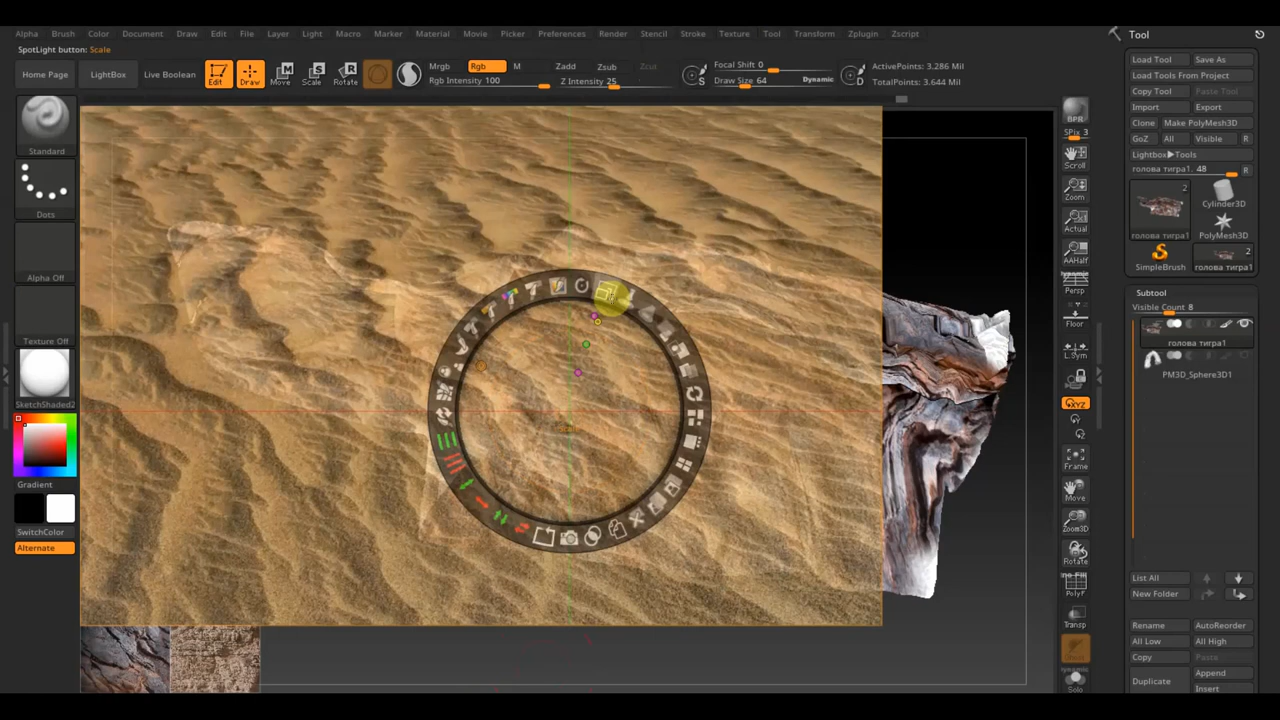 Alpha Brush Color Document Draw Edit File Layer Light Macro Marker Material Movie Picker Preferences Render Stencil Stroke Texture Tool Transform Zplugin Zscript
SpotLight button: Scale
Home Page LightBox Live Boolean Edit Draw Move Scale Rotate
Mrgb Rgb M Zadd Zsub Zcut
Rgb Intensity 100 Z Intensity 25
Focal Shift 0
Draw Size 64 Dynamic
ActivePoints: 3.286 Mil
TotalPoints: 3.644 Mil
Standard
Dots
Alpha Off
Texture Off
SketchShaded2
Gradient
SwitchColor
Alternate
Scale
BPR
SPix 3
Scroll
Zoom
Actual
AAHalf
Dynamic
Persp
Floor
L.Sym
XYZ
Y
Z
Frame
Move
Zoom3D
Rotate
PolyF
Transp
Solo
Tool
Load Tool Save As
Load Tools From Project
Copy Tool Paste Tool
Import Export
Clone Make PolyMesh3D
GoZ All Visible R
Lightbox▶Tools
голова тигра1. 48 R
2
голова тигра1 Cylinder3D
PolyMesh3D
SimpleBrush
2
голова тигра1
Subtool
Visible Count 8
голова тигра1
PM3D_Sphere3D1
List All
New Folder
Rename AutoReorder
All Low All High
Copy Paste
Duplicate Append
Insert